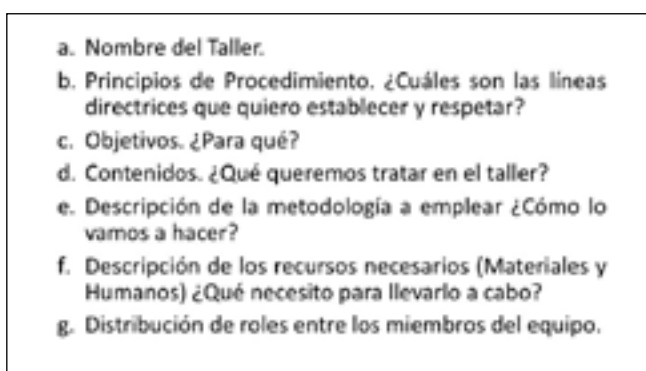 a. Nombre del Taller.
b. Principios de Procedimiento. ¿Cuáles son las líneas
directrices que quiero establecer y respetar?
c. Objetivos. ¿Para qué?
d. Contenidos. ¿Qué queremos tratar en el taller?
e. Descripción de la metodología a emplear ¿Cómo lo
vamos a hacer?
f. Descripción de los recursos necesarios (Materiales y
Humanos) ¿Qué necesito para llevarlo a cabo?
g. Distribución de roles entre los miembros del equipo.